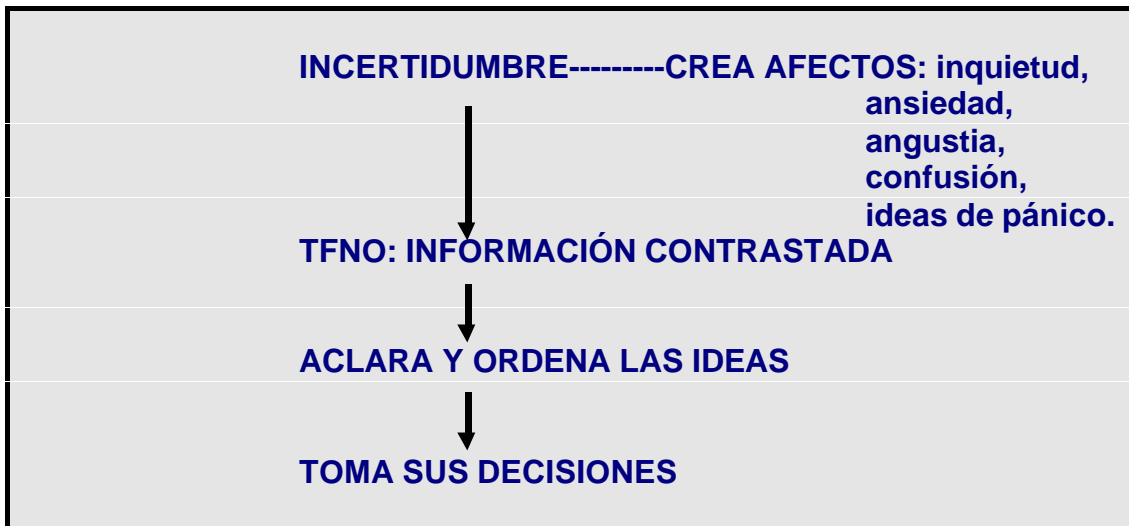 INCERTIDUMBRE---------CREA AFECTOS: inquietud,
ansiedad,
angustia,
confusión,
ideas de pánico.
TFNO: INFORMACIÓN CONTRASTADA
ACLARA Y ORDENA LAS IDEAS
TOMA SUS DECISIONES